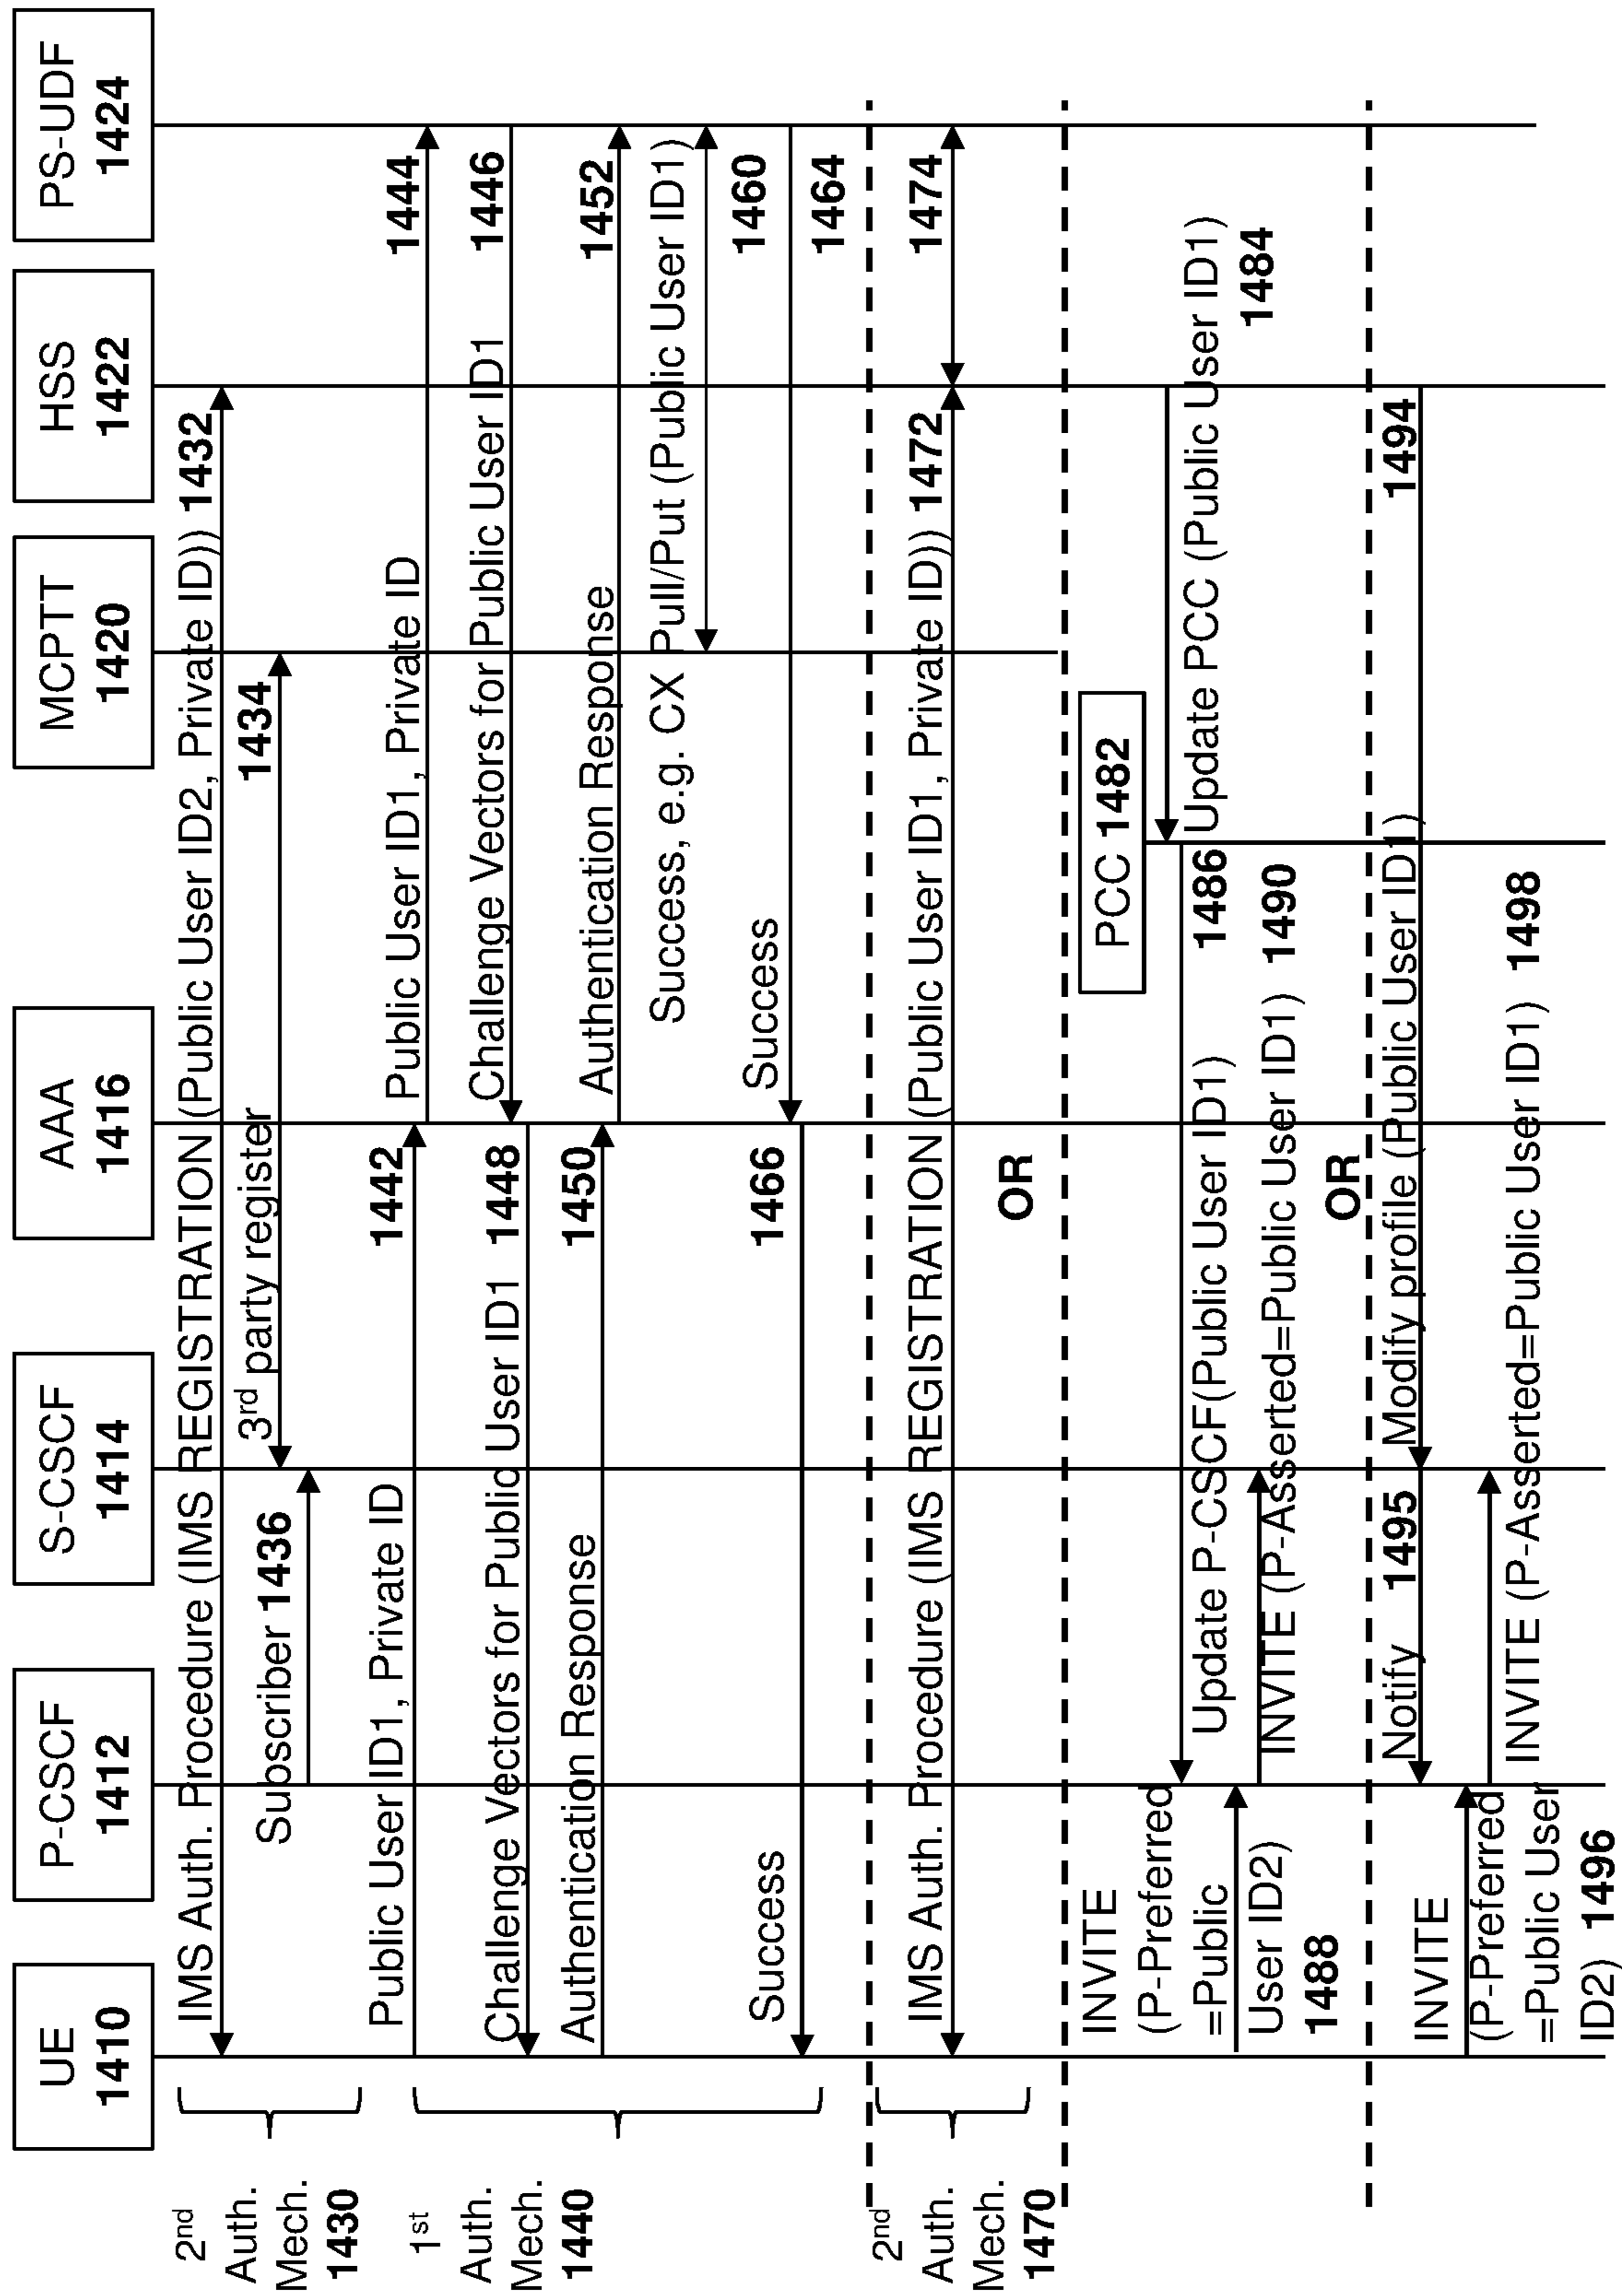 UE
1410
P-CSCF
1412
S-CSCF
1414
AAA
1416
MCPTT
1420
HSS
1422
PS-UDF
1424
2nd
Auth.
Mech.
1430
IMS Auth. Procedure (IMS REGISTRATION (Public User ID2, Private ID)) 1432
3rd party register
1434
Subscriber 1436
1st
Auth.
Mech.
1440
Public User ID1, Private ID
1442
Public User ID1, Private ID
1444
Challenge Vectors for Public User ID1
1446
Challenge Vectors for Public User ID1 1448
Authentication Response
1450
Authentication Response
1452
Success, e.g. CX Pull/Put (Public User ID1)
1460
Success
1464
Success
1466
2nd
Auth.
Mech.
1470
IMS Auth. Procedure (IMS REGISTRATION (Public User ID1, Private ID)) 1472
1474
OR
PCC 1482
Update PCC (Public User ID1)
1484
1486
Update P-CSCF(Public User ID1)
INVITE
(P-Preferred
=Public
User ID2)
1488
INVITE (P-Asserted=Public User ID1) 1490
OR
1494
Notify 1495 Modify profile (Public User ID1)
INVITE
(P-Preferred
=Public User
ID2) 1496
INVITE (P-Asserted=Public User ID1) 1498